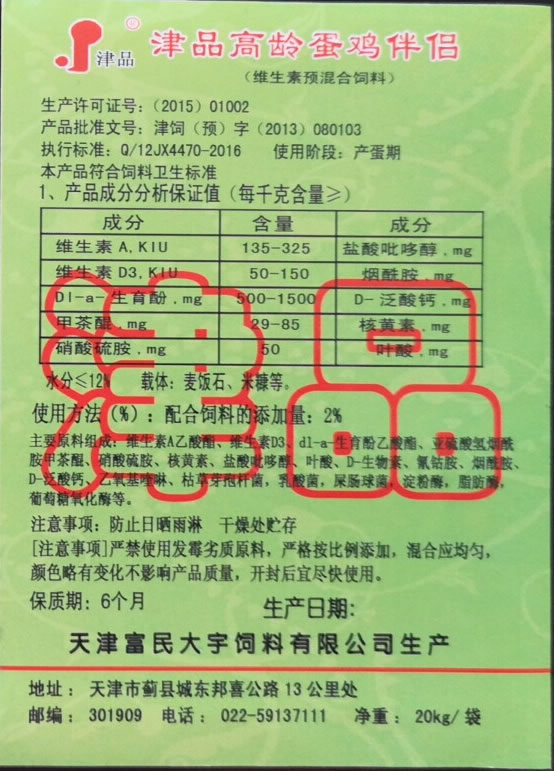 津品® 津品高龄蛋鸡伴侣
（维生素预混合饲料）
生产许可证号：（2015）01002
产品批准文号：津饲（预）字（2013）080103
执行标准：Q/12JX4470-2016 使用阶段：产蛋期
本产品符合饲料卫生标准
1、产品成分分析保证值（每千克含量≥）
成分 含量 成分
维生素 A,KIU 135-325 盐酸吡哆醇,mg
维生素 D3,KIU 50-150 烟酰胺,mg
Dl-a-生育酚,mg 500-1500 D-泛酸钙,mg
甲茶醌,mg 29-85 核黄素,mg
硝酸硫胺,mg 50 叶酸,mg
水分≤12% 载体：麦饭石、米糠等。
使用方法（%）：配合饲料的添加量：2%
主要原料组成：维生素A乙酸酯、维生素D3、dl-a-生育酚乙酸酯、亚硫酸氢烟酰
胺甲茶醌、硝酸硫胺、核黄素、盐酸吡哆醇、叶酸、D-生物素、氰钴胺、烟酰胺、
D-泛酸钙、乙氧基喹啉、枯草芽孢杆菌，乳酸菌，屎肠球菌，淀粉酶，脂肪酶，
葡萄糖氧化酶等。
注意事项：防止日晒雨淋 干燥处贮存
[注意事项]严禁使用发霉劣质原料，严格按比例添加，混合应均匀，
颜色略有变化不影响产品质量，开封后宜尽快使用。
保质期：6个月 生产日期：
天津富民大宇饲料有限公司生产
地址：天津市蓟县城东邦喜公路13公里处
邮编：301909 电话：022-59137111 净重：20kg/袋